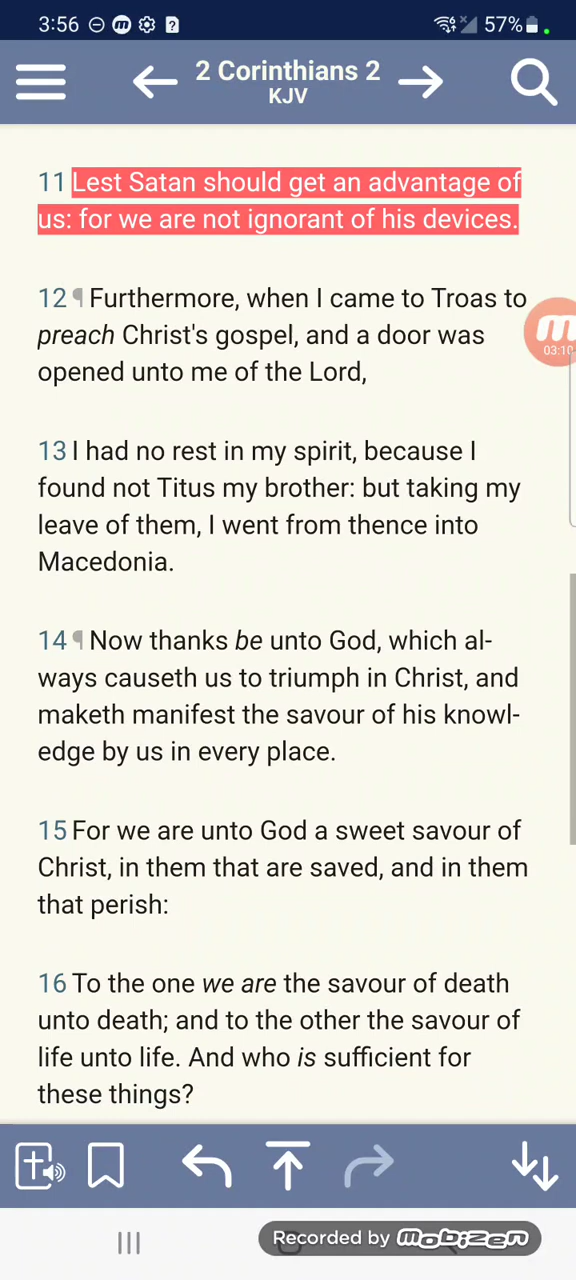 3:56 57%
2 Corinthians 2
KJV
11 Lest Satan should get an advantage of
us: for we are not ignorant of his devices.
12 ¶ Furthermore, when I came to Troas to
preach Christ's gospel, and a door was
opened unto me of the Lord,
03:10
13 I had no rest in my spirit, because I
found not Titus my brother: but taking my
leave of them, I went from thence into
Macedonia.
14 ¶ Now thanks be unto God, which al-
ways causeth us to triumph in Christ, and
maketh manifest the savour of his knowl-
edge by us in every place.
15 For we are unto God a sweet savour of
Christ, in them that are saved, and in them
that perish:
16 To the one we are the savour of death
unto death; and to the other the savour of
life unto life. And who is sufficient for
these things?
Recorded by mobizen